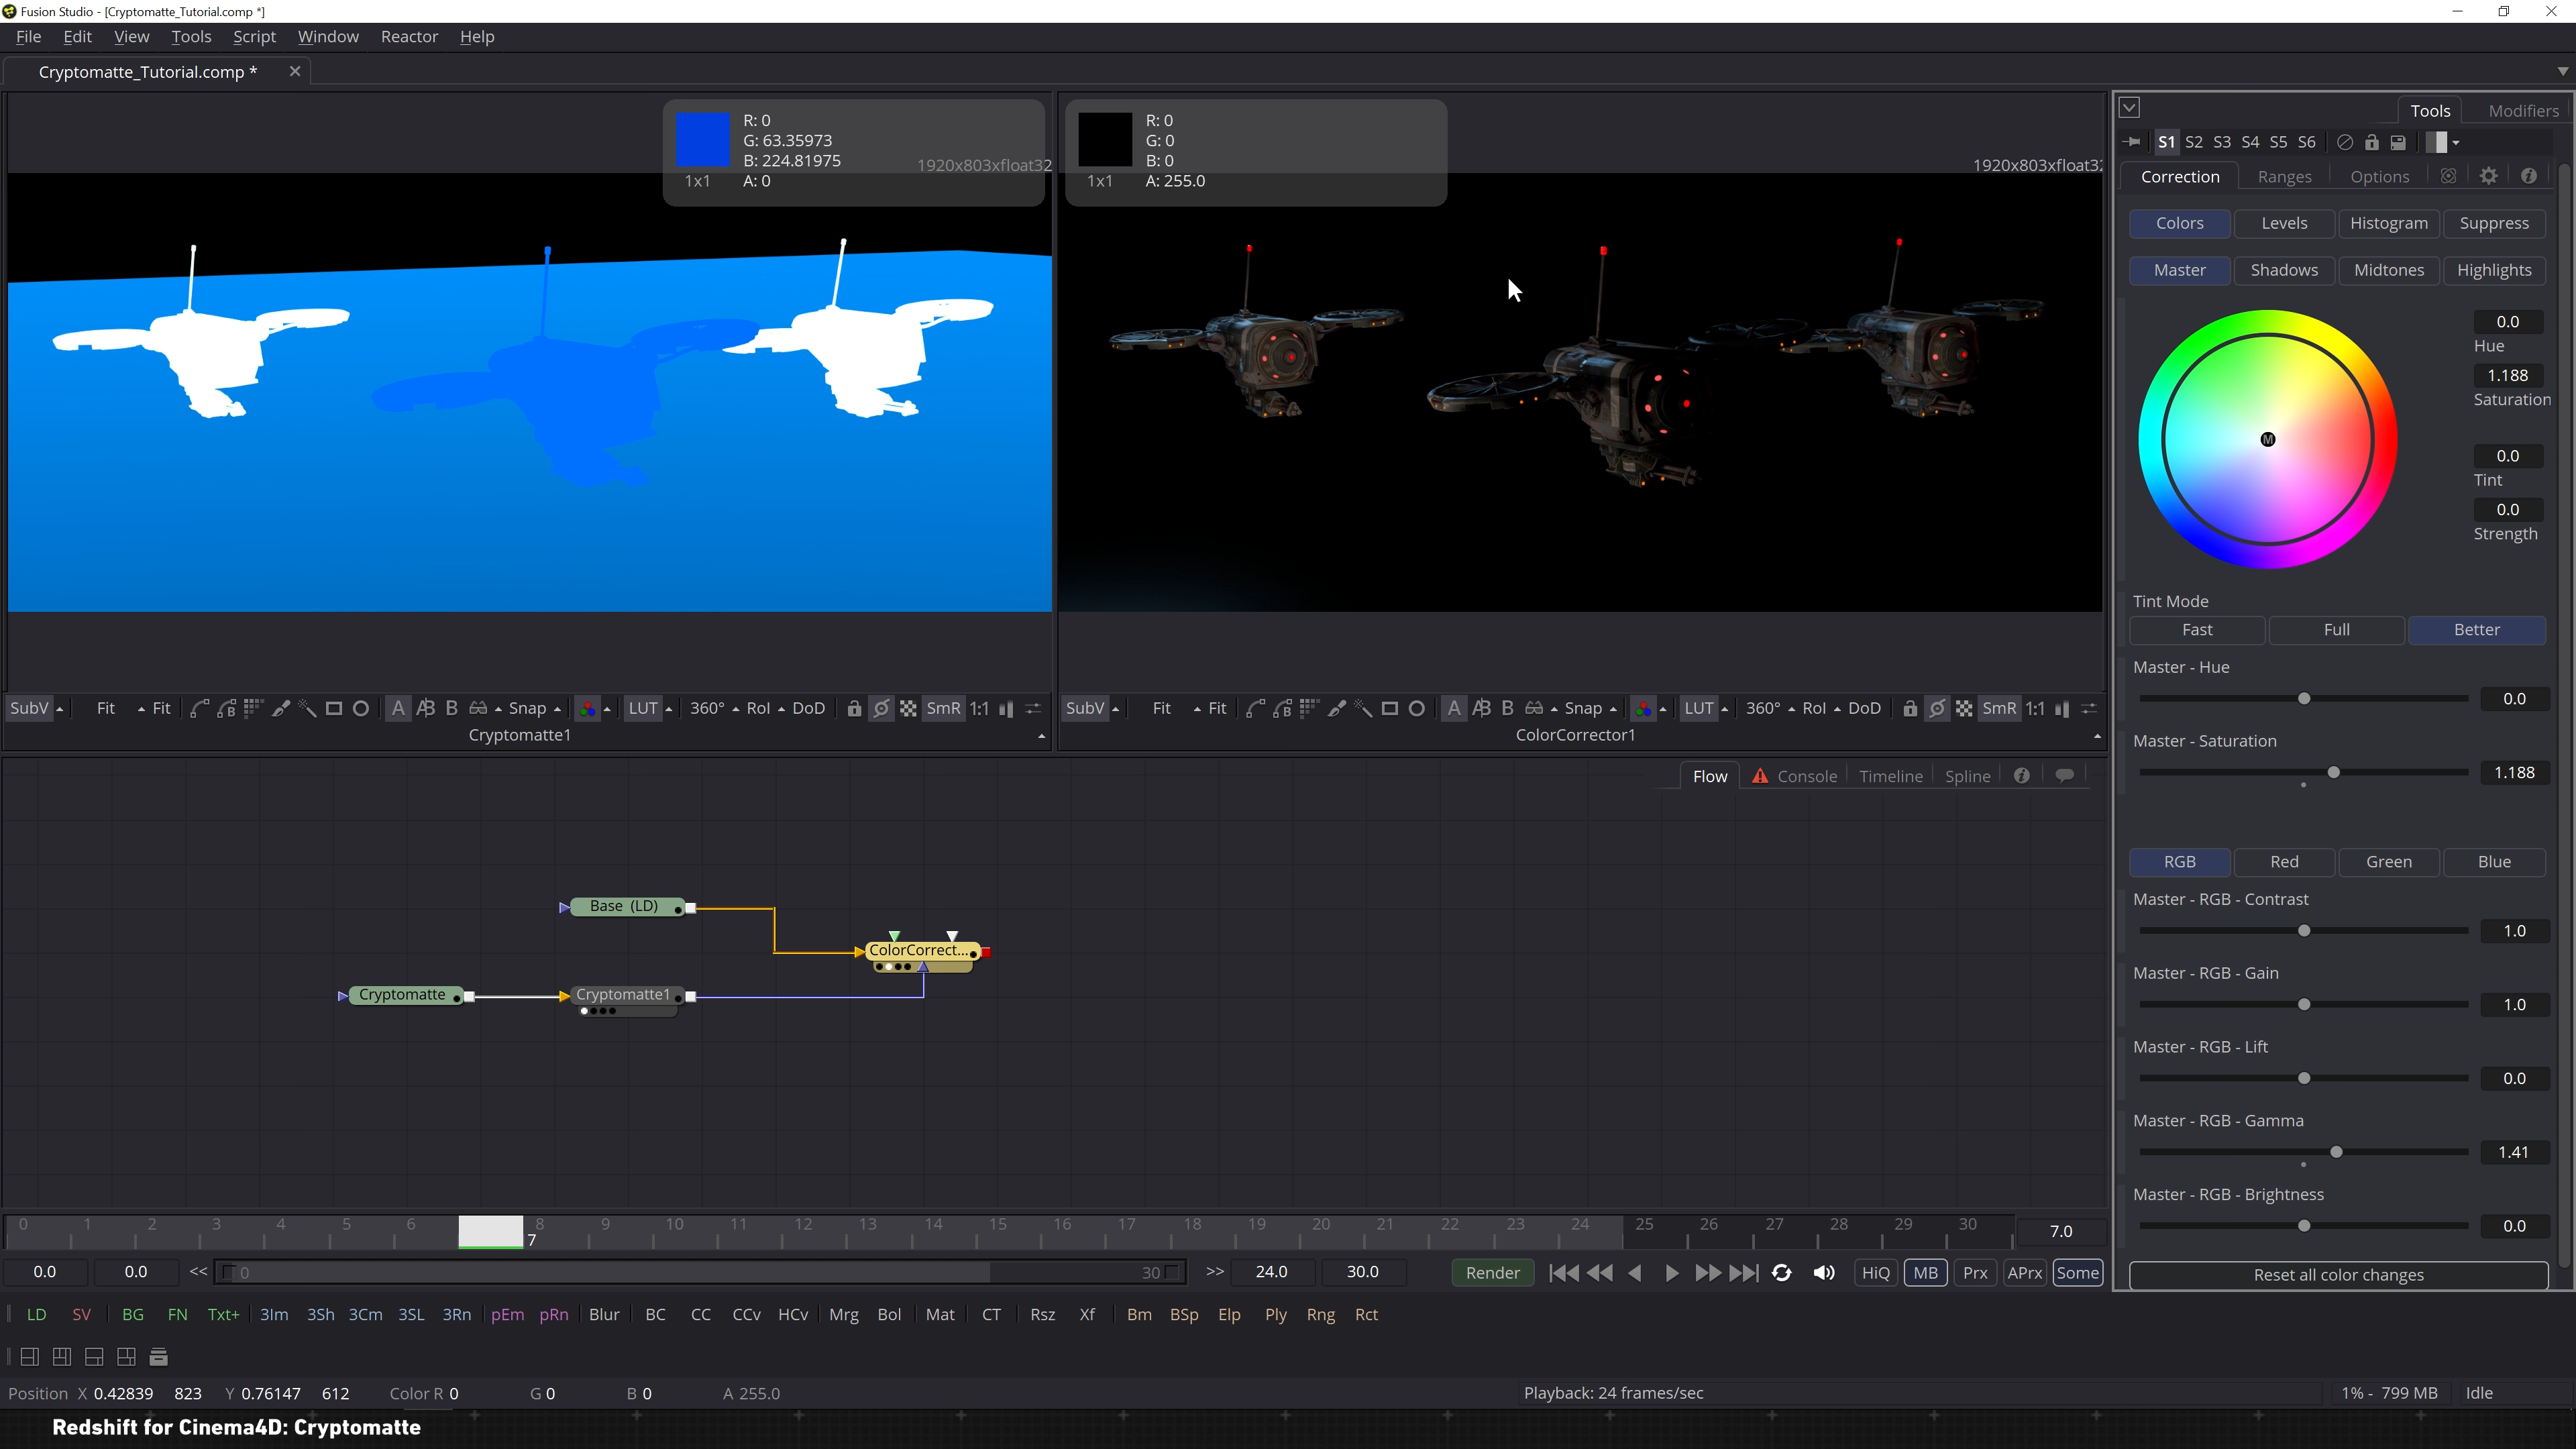 Fusion Studio - [Cryptomatte_Tutorial.comp *]
File Edit View Tools Script Window Reactor Help
Cryptomatte_Tutorial.comp *
R: 0
G: 63.35973
B: 224.81975
A: 0
1x1
1920x803xfloat32
R: 0
G: 0
B: 0
A: 255.0
1x1
1920x803xfloat32
SubV Fit Fit A AB B Snap LUT 360° RoI DoD SmR 1:1
Cryptomatte1
SubV Fit Fit A AB B Snap LUT 360° RoI DoD SmR 1:1
ColorCorrector1
Tools Modifiers
S1 S2 S3 S4 S5 S6
Correction Ranges Options
Colors Levels Histogram Suppress
Master Shadows Midtones Highlights
M
0.0
Hue
1.188
Saturation
0.0
Tint
0.0
Strength
Tint Mode
Fast Full Better
Master - Hue
0.0
Master - Saturation
1.188
RGB Red Green Blue
Master - RGB - Contrast
1.0
Master - RGB - Gain
1.0
Master - RGB - Lift
0.0
Master - RGB - Gamma
1.41
Master - RGB - Brightness
0.0
Reset all color changes
Flow Console Timeline Spline
Base (LD)
ColorCorrect...
Cryptomatte
Cryptomatte1
0 1 2 3 4 5 6 7 8 9 10 11 12 13 14 15 16 17 18 19 20 21 22 23 24 25 26 27 28 29 30 7.0
0.0 0.0 << 0 30 >> 24.0 30.0 Render HiQ MB Prx APrx Some
LD SV BG FN Txt+ 3Im 3Sh 3Cm 3SL 3Rn pEm pRn Blur BC CC CCv HCv Mrg Bol Mat CT Rsz Xf Bm BSp Elp Ply Rng Rct
Position X 0.42839 823 Y 0.76147 612 Color R 0 G 0 B 0 A 255.0 Playback: 24 frames/sec 1% - 799 MB Idle
Redshift for Cinema4D: Cryptomatte